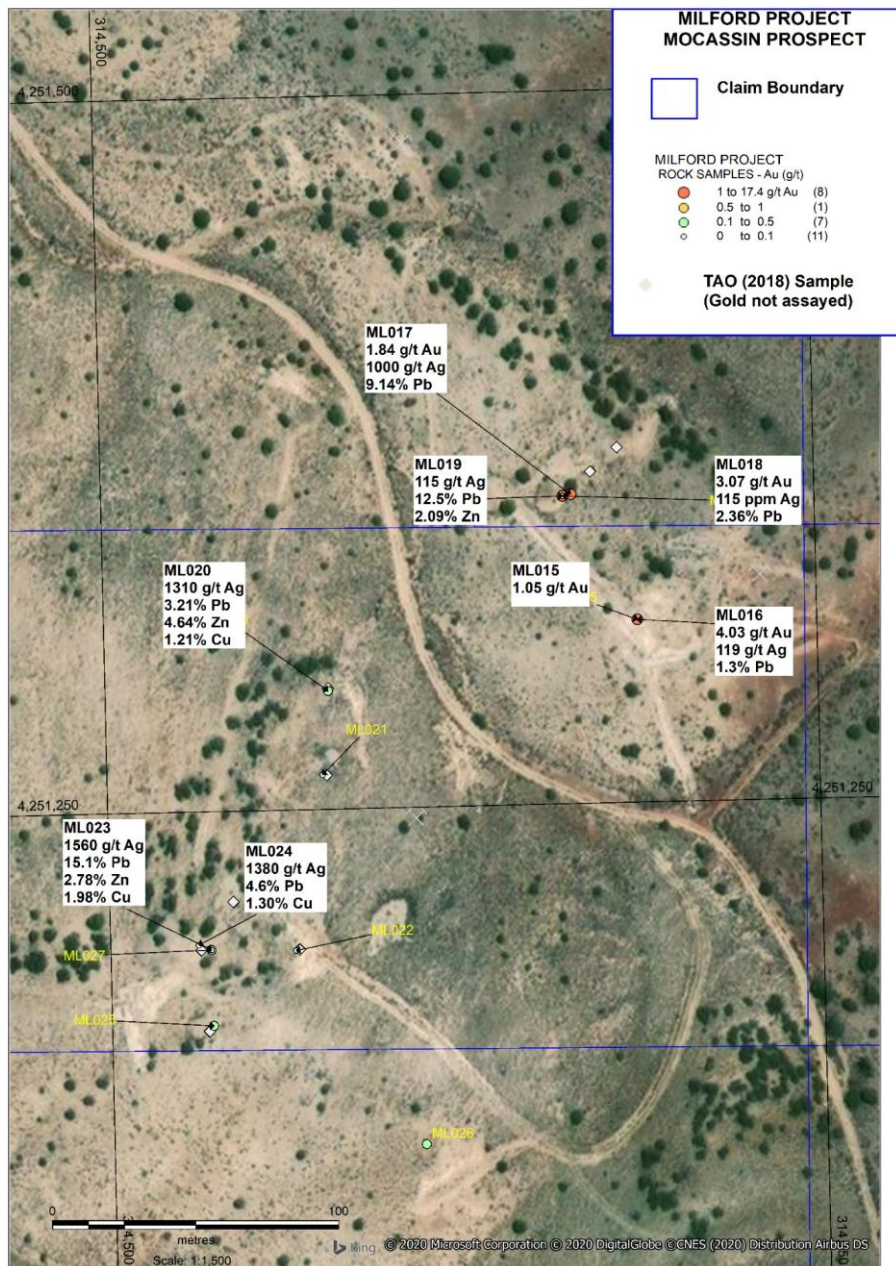 MILFORD PROJECT
MOCASSIN PROSPECT
Claim Boundary
MILFORD PROJECT
ROCK SAMPLES - Au (g/t)
1 to 17.4 g/t Au (8)
0.5 to 1 (1)
0.1 to 0.5 (7)
0 to 0.1 (11)
TAO (2018) Sample
(Gold not assayed)
314,500
4,251,500
ML017
1.84 g/t Au
1000 g/t Ag
9.14% Pb
ML019
115 g/t Ag
12.5% Pb
2.09% Zn
ML018
3.07 g/t Au
115 ppm Ag
2.36% Pb
ML015
1.05 g/t Au
ML016
4.03 g/t Au
119 g/t Ag
1.3% Pb
ML020
1310 g/t Ag
3.21% Pb
4.64% Zn
1.21% Cu
ML021
4,251,250
4,251,250
ML023
1560 g/t Ag
15.1% Pb
2.78% Zn
1.98% Cu
ML024
1380 g/t Ag
4.6% Pb
1.30% Cu
ML022
ML027
ML025
ML026
0 100
metres
Scale: 1:1,500
314,500
314,750
Bing
© 2020 Microsoft Corporation © 2020 DigitalGlobe ©CNES (2020) Distribution Airbus DS